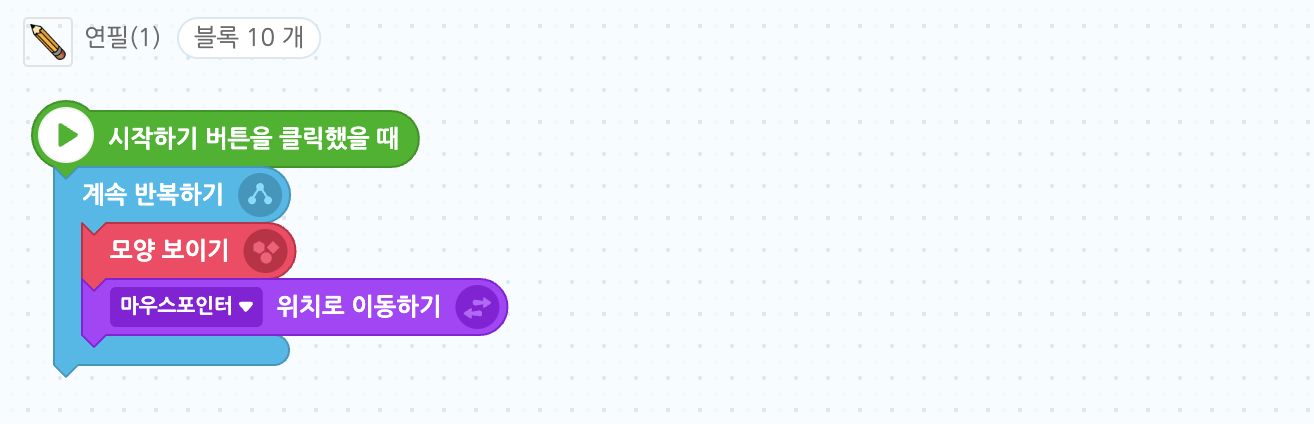 연필(1) 블록 10 개
시작하기 버튼을 클릭했을 때
계속 반복하기
모양 보이기
마우스포인터 위치로 이동하기